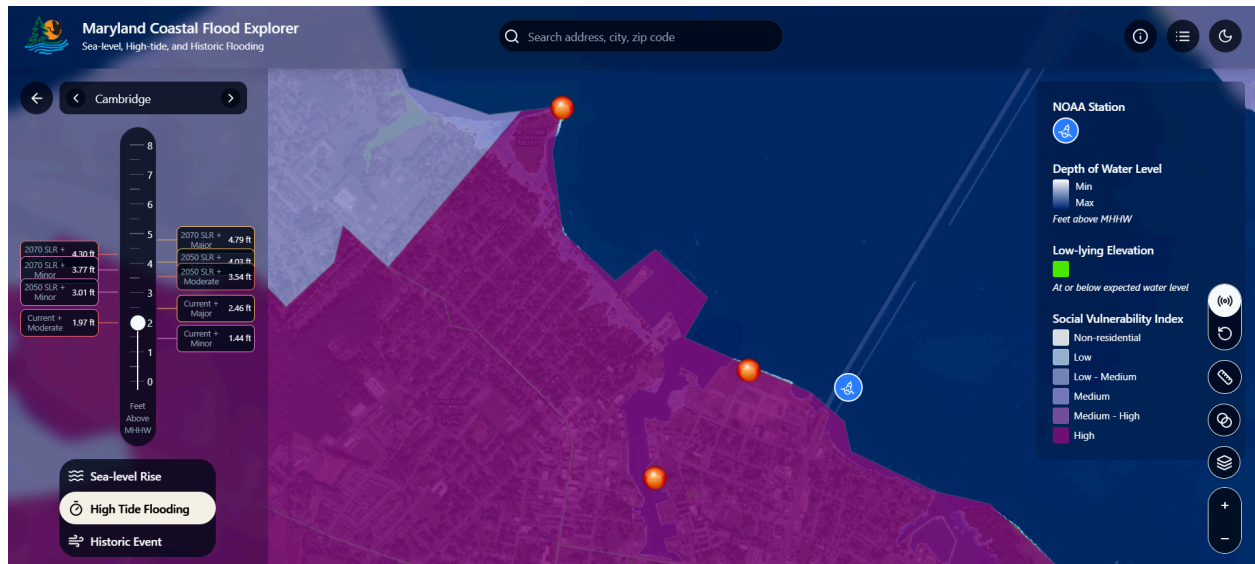 Maryland Coastal Flood Explorer
Sea-level, High-tide, and Historic Flooding
Search address, city, zip code
Cambridge
8
7
6
5
4
3
2
1
0
Feet
Above
MHHW
2070 SLR +
4.30 ft
2070 SLR +
Minor
3.77 ft
2050 SLR +
Minor
3.01 ft
Current +
Moderate
1.97 ft
2070 SLR +
Major
4.79 ft
2050 SLR +
4.03 ft
2050 SLR +
Moderate
3.54 ft
Current +
Major
2.46 ft
Current +
Minor
1.44 ft
Sea-level Rise
High Tide Flooding
Historic Event
NOAA Station
Depth of Water Level
Min
Max
Feet above MHHW
Low-lying Elevation
At or below expected water level
Social Vulnerability Index
Non-residential
Low
Low - Medium
Medium
Medium - High
High
+
−